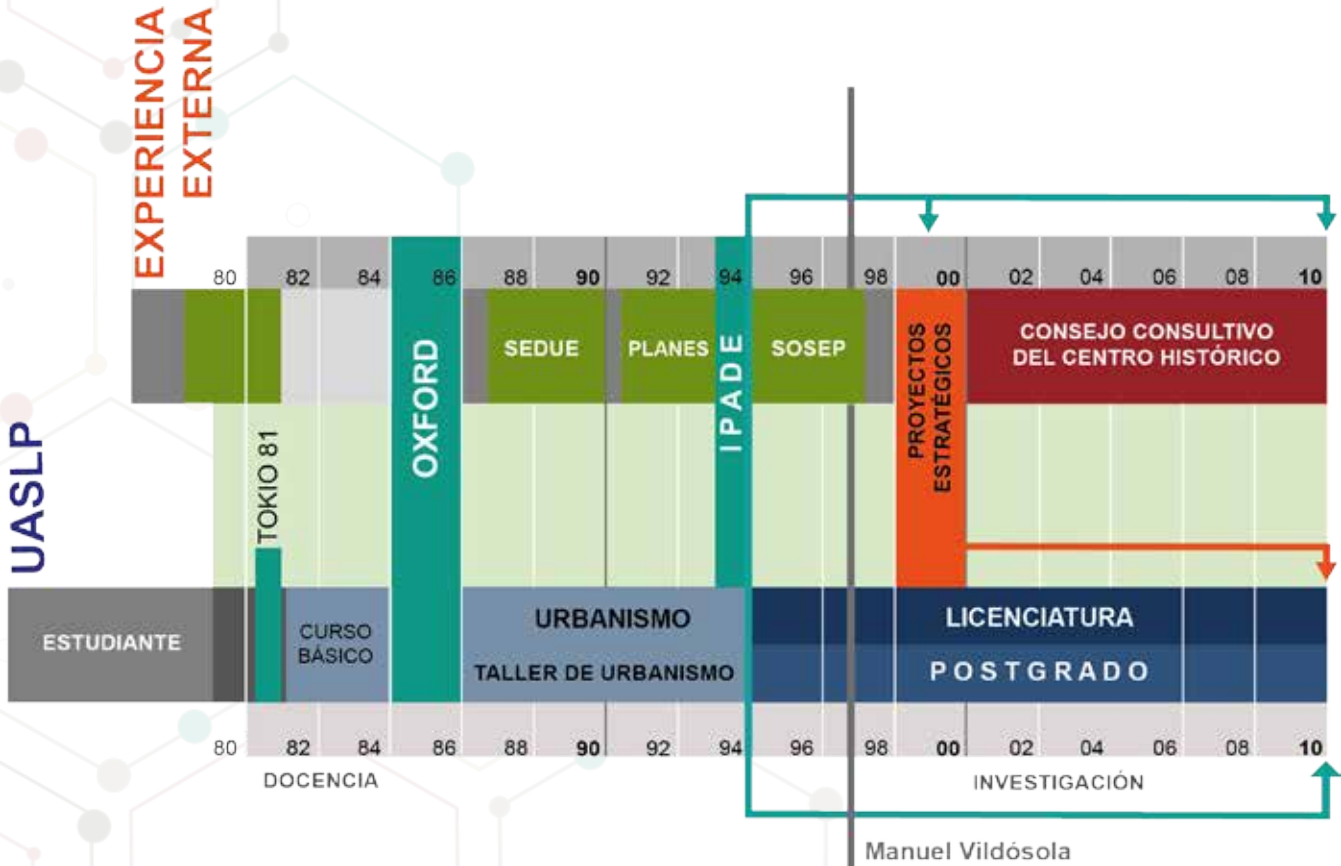 EXPERIENCIA
EXTERNA
80 82 84 86 88 90 92 94 96 98 00 02 04 06 08 10
OXFORD
SEDUE
PLANES
IPADE
SOSEP
PROYECTOS
ESTRATÉGICOS
CONSEJO CONSULTIVO
DEL CENTRO HISTÓRICO
UASLP
TOKIO 81
ESTUDIANTE
CURSO
BÁSICO
URBANISMO
TALLER DE URBANISMO
LICENCIATURA
POSTGRADO
80 82 84 86 88 90 92 94 96 98 00 02 04 06 08 10
DOCENCIA
INVESTIGACIÓN
Manuel Vildósola